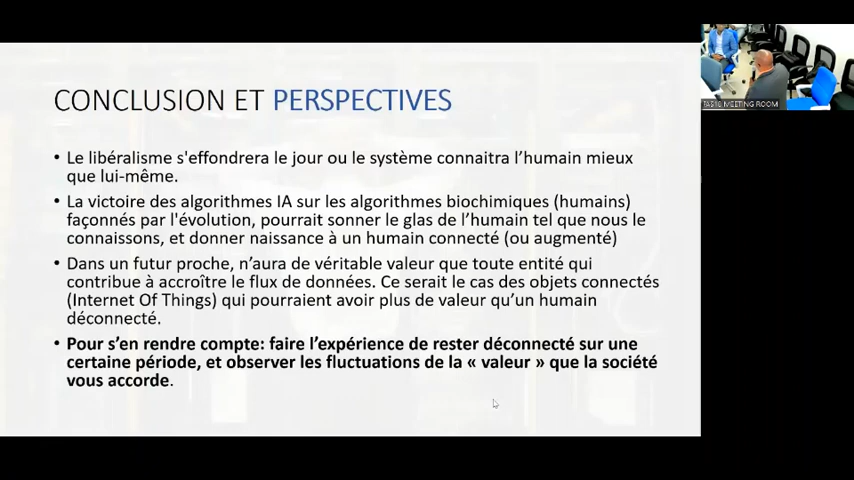 CONCLUSION ET PERSPECTIVES
• Le libéralisme s'effondrera le jour ou le système connaitra l'humain mieux
que lui-même.
• La victoire des algorithmes IA sur les algorithmes biochimiques (humains)
façonnés par l'évolution, pourrait sonner le glas de l'humain tel que nous le
connaissons, et donner naissance à un humain connecté (ou augmenté)
• Dans un futur proche, n'aura de véritable valeur que toute entité qui
contribue à accroître le flux de données. Ce serait le cas des objets connectés
(Internet Of Things) qui pourraient avoir plus de valeur qu'un humain
déconnecté.
• Pour s'en rendre compte: faire l'expérience de rester déconnecté sur une
certaine période, et observer les fluctuations de la « valeur » que la société
vous accorde.
MEETING ROOM